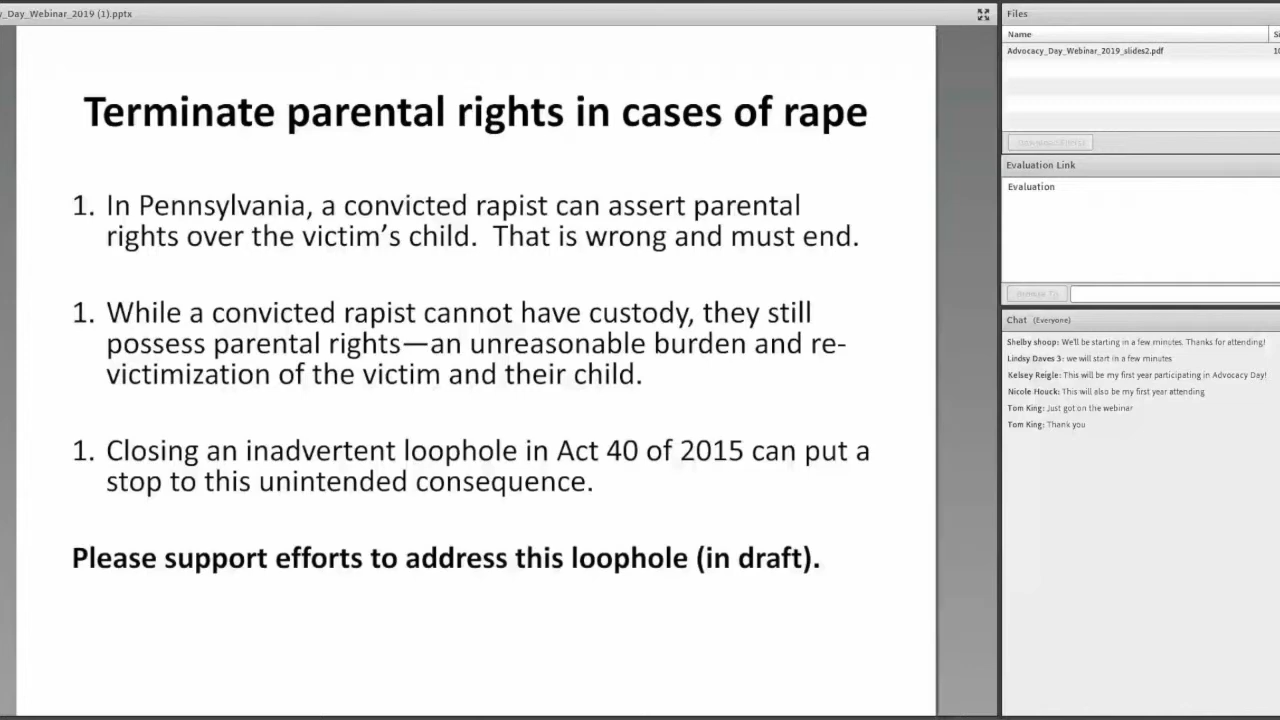 y_Day_Webinar_2019 (1).pptx
Terminate parental rights in cases of rape
1. In Pennsylvania, a convicted rapist can assert parental
rights over the victim's child. That is wrong and must end.
1. While a convicted rapist cannot have custody, they still
possess parental rights—an unreasonable burden and re-
victimization of the victim and their child.
1. Closing an inadvertent loophole in Act 40 of 2015 can put a
stop to this unintended consequence.
Please support efforts to address this loophole (in draft).
Files
Name
Si
Advocacy_Day_Webinar_2019_slides2.pdf
10
Evaluation Link
Evaluation
Chat (Everyone)
Shelby shoop: We'll be starting in a few minutes. Thanks for attending!
Lindsy Daves 3: we will start in a few minutes
Kelsey Reigle: This will be my first year participating in Advocacy Day!
Nicole Houck: This will also be my first year attending
Tom King: Just got on the webinar
Tom King: Thank you